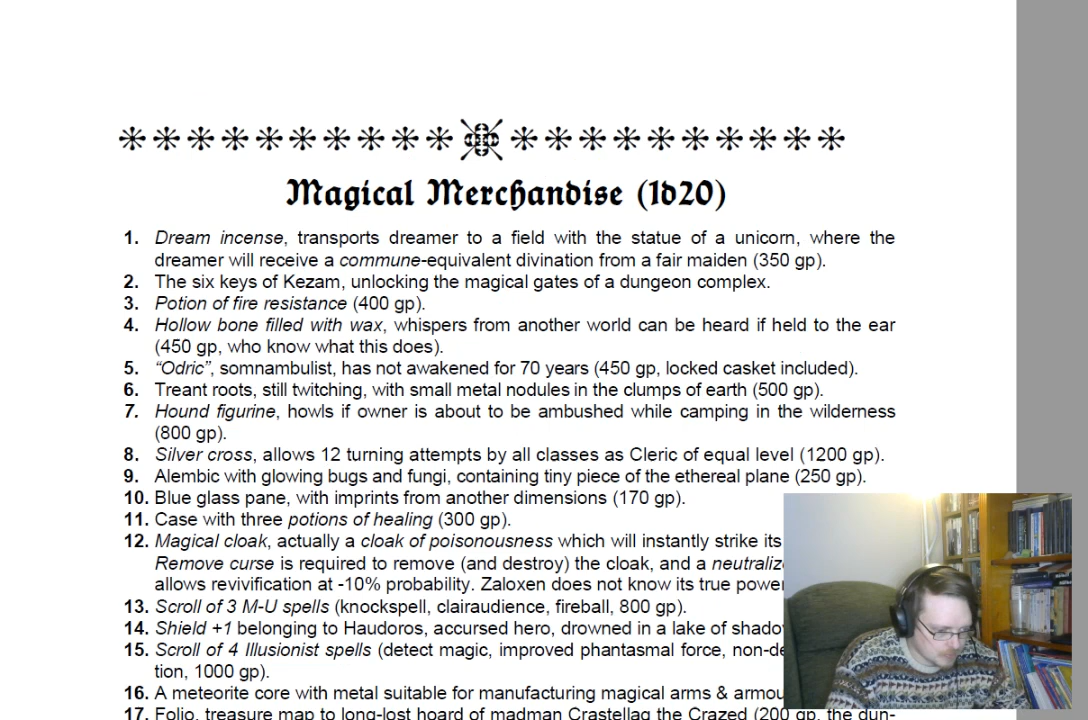 Magical Merchandise (1d20)
1. Dream incense, transports dreamer to a field with the statue of a unicorn, where the
dreamer will receive a commune-equivalent divination from a fair maiden (350 gp).
2. The six keys of Kezam, unlocking the magical gates of a dungeon complex.
3. Potion of fire resistance (400 gp).
4. Hollow bone filled with wax, whispers from another world can be heard if held to the ear
(450 gp, who know what this does).
5. “Odric”, somnambulist, has not awakened for 70 years (450 gp, locked casket included).
6. Treant roots, still twitching, with small metal nodules in the clumps of earth (500 gp).
7. Hound figurine, howls if owner is about to be ambushed while camping in the wilderness
(800 gp).
8. Silver cross, allows 12 turning attempts by all classes as Cleric of equal level (1200 gp).
9. Alembic with glowing bugs and fungi, containing tiny piece of the ethereal plane (250 gp).
10. Blue glass pane, with imprints from another dimensions (170 gp).
11. Case with three potions of healing (300 gp).
12. Magical cloak, actually a cloak of poisonousness which will instantly strike its
Remove curse is required to remove (and destroy) the cloak, and a neutraliz
allows revivification at -10% probability. Zaloxen does not know its true power
13. Scroll of 3 M-U spells (knockspell, clairaudience, fireball, 800 gp).
14. Shield +1 belonging to Haudoros, accursed hero, drowned in a lake of shado
15. Scroll of 4 Illusionist spells (detect magic, improved phantasmal force, non-de
tion, 1000 gp).
16. A meteorite core with metal suitable for manufacturing magical arms & armou
17. Folio, treasure map to long-lost hoard of madman Crastellag the Crazed (200 gp, the dun-